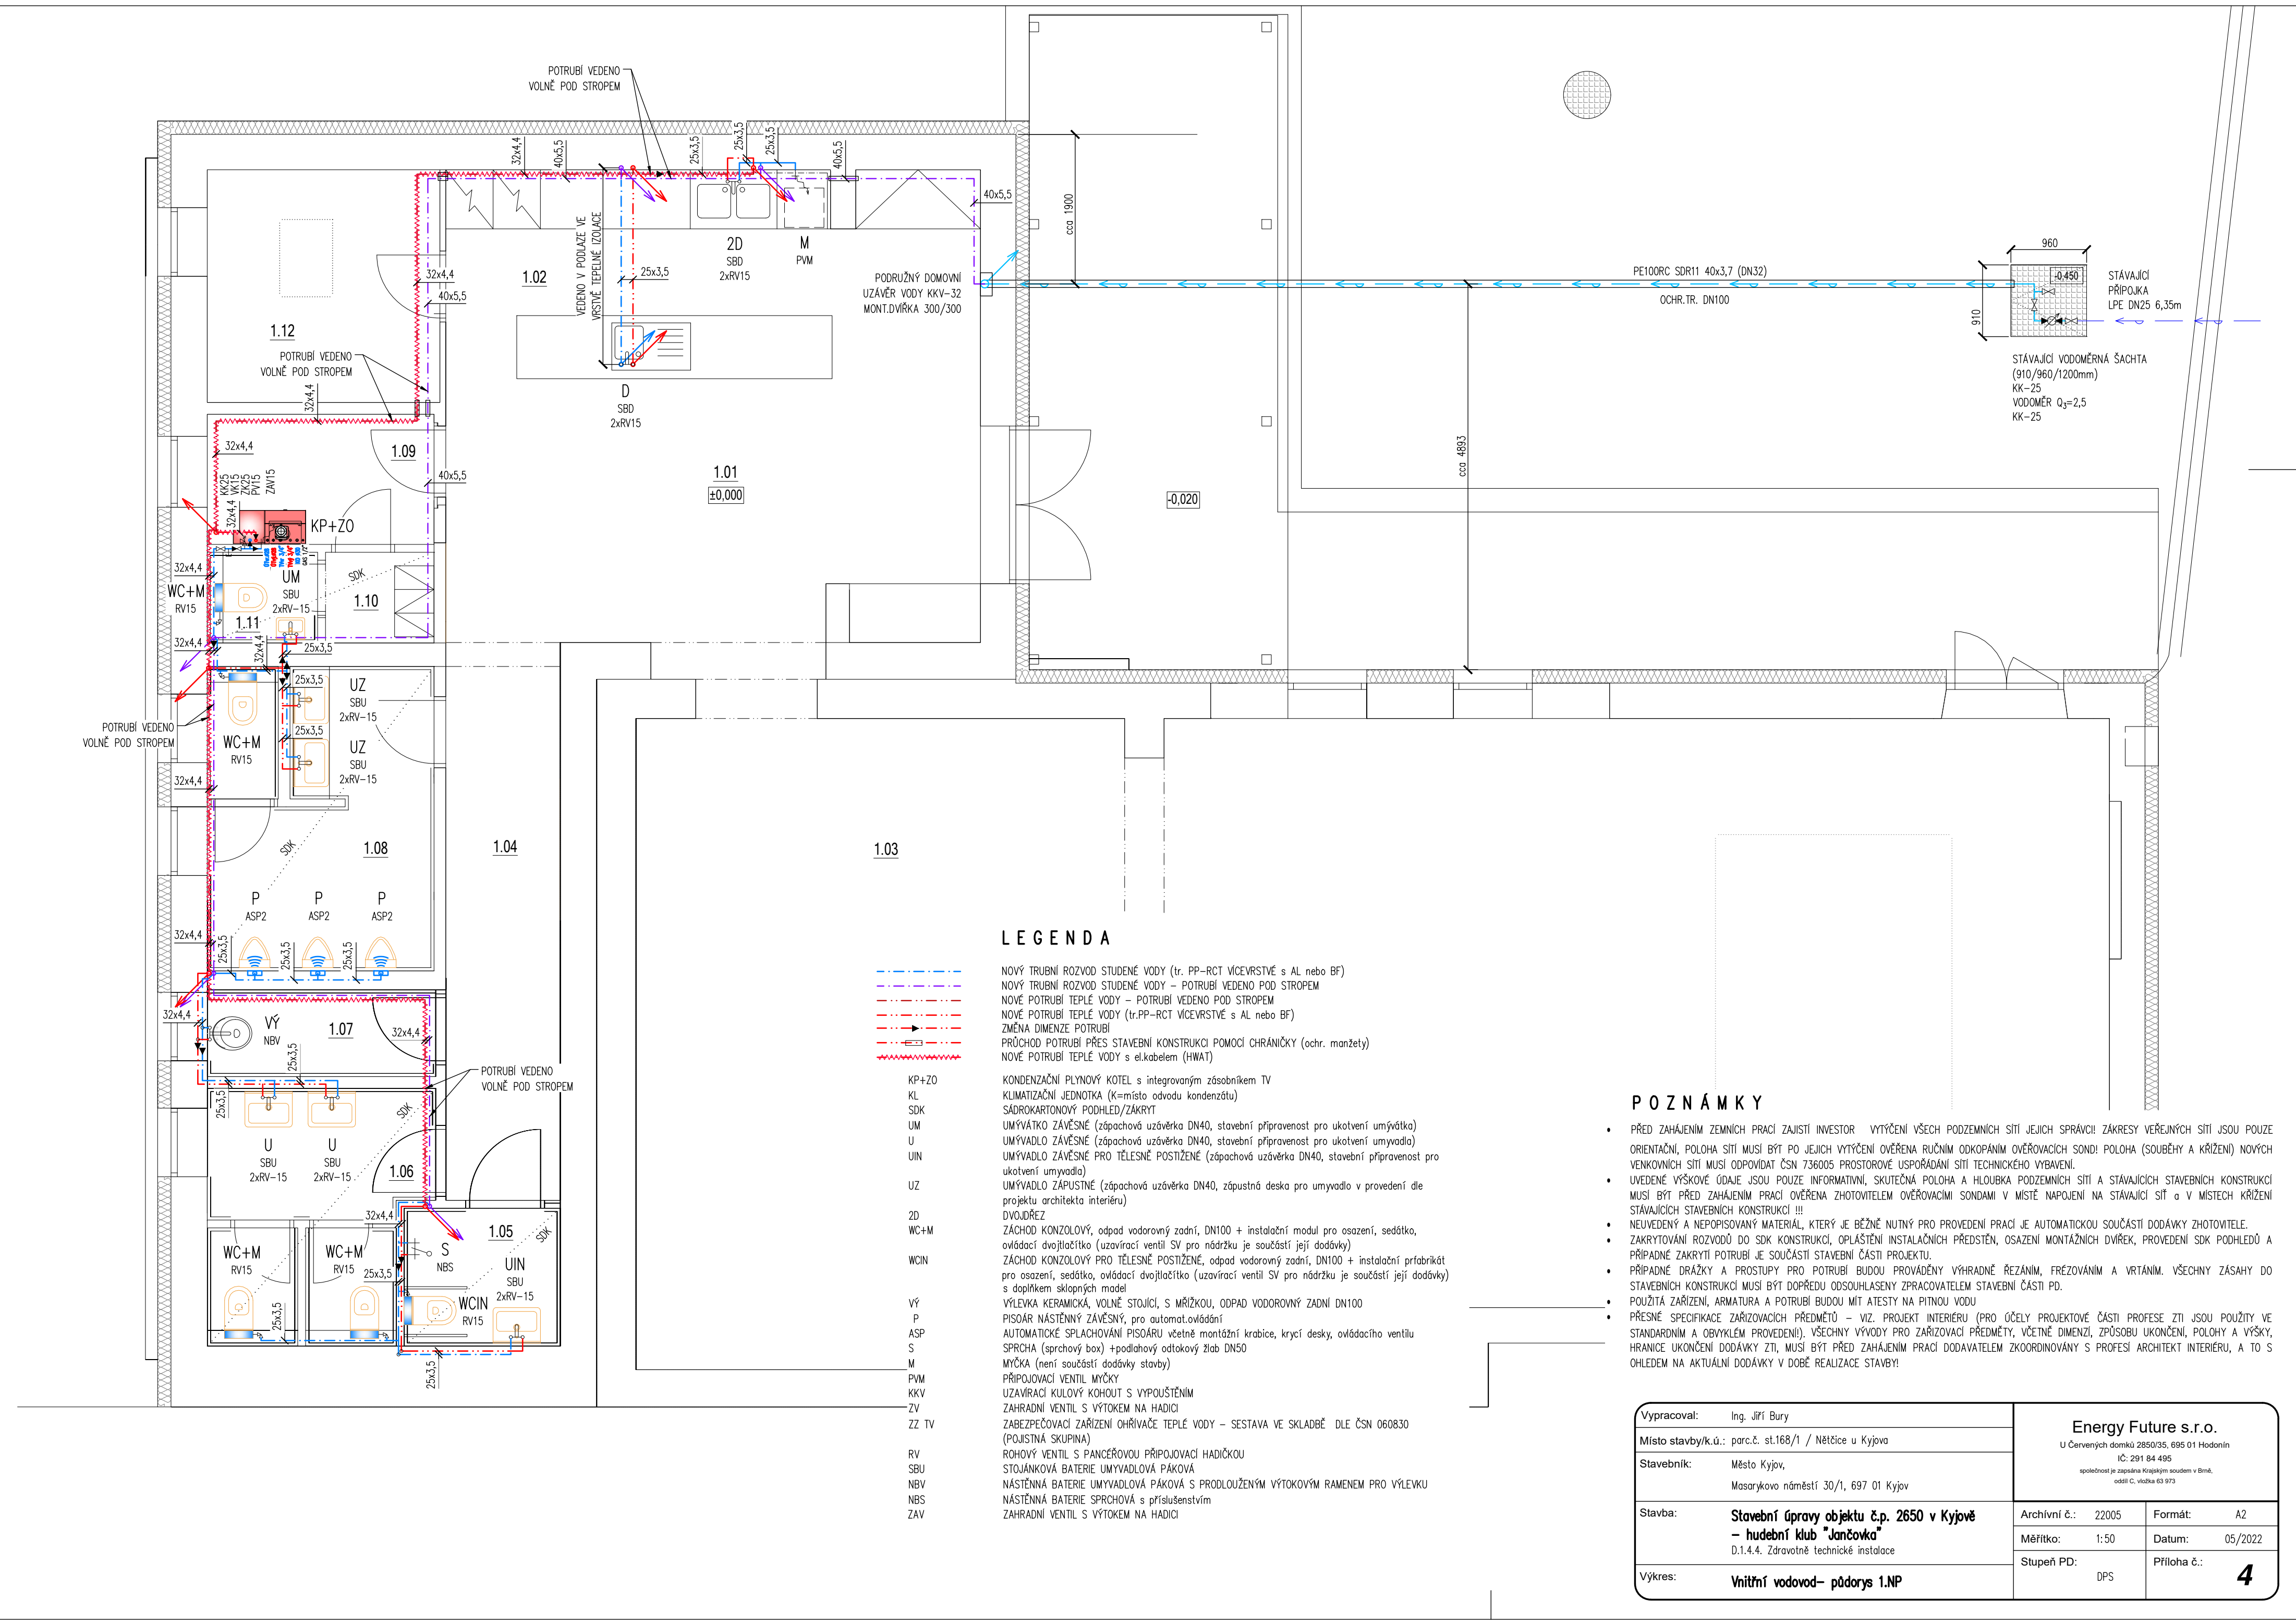 POTRUBÍ VEDENO
VOLNĚ POD STROPEM
32x4,4
40x5,5
25x3,5
25x3,5
25x3,5
40x5,5
40x5,5
cca 1900
VEDENO V PODLAZE VE
VRSTVĚ TEPELNÉ IZOLACE
2D
SBD
2xRV15
M
PVM
1.02
25x3,5
32x4,4
40x5,5
PODRUŽNÝ DOMOVNÍ
UZÁVĚR VODY KKV-32
MONT.DVÍŘKA 300/300
PE100RC SDR11 40x3,7 (DN32)
OCHR.TR. DN100
960
910
-0,450
STÁVAJÍCÍ
PŘÍPOJKA
LPE DN25 6,35m
STÁVAJÍCÍ VODOMĚRNÁ ŠACHTA
(910/960/1200mm)
KK-25
VODOMĚR Q3=2,5
KK-25
1.12
POTRUBÍ VEDENO
VOLNĚ POD STROPEM
32x4,4
D
SBD
2xRV15
32x4,4
1.09
40x5,5
1.01
±0,000
-0,020
cca 4893
KK25
VK15
ZK25
PV15
ZAV15
32x4,4
KP+ZO
32x4,4
WC+M
RV15
UM
SBU
2xRV-15
SDK
1.10
1.11
32x4,4
32x4,4
25x3,5
25x3,5
UZ
SBU
2xRV-15
25x3,5
UZ
SBU
2xRV-15
POTRUBÍ VEDENO
VOLNĚ POD STROPEM
WC+M
RV15
32x4,4
SDK
1.08
1.04
1.03
P
ASP2
P
ASP2
P
ASP2
32x4,4
25x3,5
25x3,5
25x3,5
32x4,4
VÝ
NBV
1.07
32x4,4
25x3,5
POTRUBÍ VEDENO
VOLNĚ POD STROPEM
25x3,5
SDK
U
SBU
2xRV-15
U
SBU
2xRV-15
1.06
32x4,4
1.05
SDK
WC+M
RV15
WC+M
RV15
25x3,5
S
NBS
UIN
SBU
2xRV-15
WCIN
RV15
25x3,5
25x3,5
LEGENDA
NOVÝ TRUBNÍ ROZVOD STUDENÉ VODY (tr. PP-RCT VÍCEVRSTVÉ s AL nebo BF)
NOVÝ TRUBNÍ ROZVOD STUDENÉ VODY - POTRUBÍ VEDENO POD STROPEM
NOVÉ POTRUBÍ TEPLÉ VODY - POTRUBÍ VEDENO POD STROPEM
NOVÉ POTRUBÍ TEPLÉ VODY (tr.PP-RCT VÍCEVRSTVÉ s AL nebo BF)
ZMĚNA DIMENZE POTRUBÍ
PRŮCHOD POTRUBÍ PŘES STAVEBNÍ KONSTRUKCI POMOCÍ CHRÁNIČKY (ochr. manžety)
NOVÉ POTRUBÍ TEPLÉ VODY s el.kabelem (HWAT)
KP+ZO KONDENZAČNÍ PLYNOVÝ KOTEL s integrovaným zásobníkem TV
KL KLIMATIZAČNÍ JEDNOTKA (K=místo odvodu kondenzátu)
SDK SÁDROKARTONOVÝ PODHLED/ZÁKRYT
UM UMÝVÁTKO ZÁVĚSNÉ (zápachová uzávěrka DN40, stavební připravenost pro ukotvení umývátka)
U UMÝVADLO ZÁVĚSNÉ (zápachová uzávěrka DN40, stavební připravenost pro ukotvení umyvadla)
UIN UMÝVADLO ZÁVĚSNÉ PRO TĚLESNĚ POSTIŽENÉ (zápachová uzávěrka DN40, stavební připravenost pro
ukotvení umyvadla)
UZ UMÝVADLO ZÁPUSTNÉ (zápachová uzávěrka DN40, zápustná deska pro umyvadlo v provedení dle
projektu architekta interiéru)
2D DVOJDŘEZ
WC+M ZÁCHOD KONZOLOVÝ, odpad vodorovný zadní, DN100 + instalační modul pro osazení, sedátko,
ovládací dvojtlačítko (uzavírací ventil SV pro nádržku je součástí její dodávky)
WCIN ZÁCHOD KONZOLOVÝ PRO TĚLESNĚ POSTIŽENÉ, odpad vodorovný zadní, DN100 + instalační prfabrikát
pro osazení, sedátko, ovládací dvojtlačítko (uzavírací ventil SV pro nádržku je součástí její dodávky)
s doplňkem sklopných madel
VÝ VÝLEVKA KERAMICKÁ, VOLNĚ STOJÍCÍ, S MŘÍŽKOU, ODPAD VODOROVNÝ ZADNÍ DN100
P PISOÁR NÁSTĚNNÝ ZÁVĚSNÝ, pro automat.ovládání
ASP AUTOMATICKÉ SPLACHOVÁNÍ PISOÁRU včetně montážní krabice, krycí desky, ovládacího ventilu
S SPRCHA (sprchový box) +podlahový odtokový žlab DN50
M MYČKA (není součástí dodávky stavby)
PVM PŘIPOJOVACÍ VENTIL MYČKY
KKV UZAVÍRACÍ KULOVÝ KOHOUT S VYPOUŠTĚNÍM
ZV ZAHRADNÍ VENTIL S VÝTOKEM NA HADICI
ZZ TV ZABEZPEČOVACÍ ZAŘÍZENÍ OHŘÍVAČE TEPLÉ VODY - SESTAVA VE SKLADBĚ DLE ČSN 060830
(POJISTNÁ SKUPINA)
RV ROHOVÝ VENTIL S PANCÉŘOVOU PŘIPOJOVACÍ HADIČKOU
SBU STOJÁNKOVÁ BATERIE UMYVADLOVÁ PÁKOVÁ
NBV NÁSTĚNNÁ BATERIE UMYVADLOVÁ PÁKOVÁ S PRODLOUŽENÝM VÝTOKOVÝM RAMENEM PRO VÝLEVKU
NBS NÁSTĚNNÁ BATERIE SPRCHOVÁ s příslušenstvím
ZAV ZAHRADNÍ VENTIL S VÝTOKEM NA HADICI
POZNÁMKY
• PŘED ZAHÁJENÍM ZEMNÍCH PRACÍ ZAJISTÍ INVESTOR VYTÝČENÍ VŠECH PODZEMNÍCH SÍTÍ JEJICH SPRÁVCI! ZÁKRESY VEŘEJNÝCH SÍTÍ JSOU POUZE
ORIENTAČNÍ, POLOHA SÍTÍ MUSÍ BÝT PO JEJICH VYTÝČENÍ OVĚŘENA RUČNÍM ODKOPÁNÍM OVĚŘOVACÍCH SOND! POLOHA (SOUBĚHY A KŘÍŽENÍ) NOVÝCH
VENKOVNÍCH SÍTÍ MUSÍ ODPOVÍDAT ČSN 736005 PROSTOROVÉ USPOŘÁDÁNÍ SÍTÍ TECHNICKÉHO VYBAVENÍ.
• UVEDENÉ VÝŠKOVÉ ÚDAJE JSOU POUZE INFORMATIVNÍ, SKUTEČNÁ POLOHA A HLOUBKA PODZEMNÍCH SÍTÍ A STÁVAJÍCÍCH STAVEBNÍCH KONSTRUKCÍ
MUSÍ BÝT PŘED ZAHÁJENÍM PRACÍ OVĚŘENA ZHOTOVITELEM OVĚŘOVACÍMI SONDAMI V MÍSTĚ NAPOJENÍ NA STÁVAJÍCÍ SÍŤ a V MÍSTECH KŘÍŽENÍ
STÁVAJÍCÍCH STAVEBNÍCH KONSTRUKCÍ !!!
• NEUVEDENÝ A NEPOPISOVANÝ MATERIÁL, KTERÝ JE BĚŽNĚ NUTNÝ PRO PROVEDENÍ PRACÍ JE AUTOMATICKOU SOUČÁSTÍ DODÁVKY ZHOTOVITELE.
• ZAKRYTOVÁNÍ ROZVODŮ DO SDK KONSTRUKCÍ, OPLÁŠTĚNÍ INSTALAČNÍCH PŘEDSTĚN, OSAZENÍ MONTÁŽNÍCH DVÍŘEK, PROVEDENÍ SDK PODHLEDŮ A
PŘÍPADNÉ ZAKRYTÍ POTRUBÍ JE SOUČÁSTÍ STAVEBNÍ ČÁSTI PROJEKTU.
• PŘÍPADNÉ DRÁŽKY A PROSTUPY PRO POTRUBÍ BUDOU PROVÁDĚNY VÝHRADNĚ ŘEZÁNÍM, FRÉZOVÁNÍM A VRTÁNÍM. VŠECHNY ZÁSAHY DO
STAVEBNÍCH KONSTRUKCÍ MUSÍ BÝT DOPŘEDU ODSOUHLASENY ZPRACOVATELEM STAVEBNÍ ČÁSTI PD.
• POUŽITÁ ZAŘÍZENÍ, ARMATURA A POTRUBÍ BUDOU MÍT ATESTY NA PITNOU VODU
• PŘESNÉ SPECIFIKACE ZAŘIZOVACÍCH PŘEDMĚTŮ - VIZ. PROJEKT INTERIÉRU (PRO ÚČELY PROJEKTOVÉ ČÁSTI PROFESE ZTI JSOU POUŽITY VE
STANDARDNÍM A OBVYKLÉM PROVEDENÍ!). VŠECHNY VÝVODY PRO ZAŘIZOVACÍ PŘEDMĚTY, VČETNĚ DIMENZÍ, ZPŮSOBU UKONČENÍ, POLOHY A VÝŠKY,
HRANICE UKONČENÍ DODÁVKY ZTI, MUSÍ BÝT PŘED ZAHÁJENÍM PRACÍ DODAVATELEM ZKOORDINOVÁNY S PROFESÍ ARCHITEKT INTERIÉRU, A TO S
OHLEDEM NA AKTUÁLNÍ DODÁVKY V DOBĚ REALIZACE STAVBY!
Vypracoval: Ing. Jiří Bury
Místo stavby/k.ú.: parc.č. st.168/1 / Nětčice u Kyjova
Stavebník: Město Kyjov,
Masarykovo náměstí 30/1, 697 01 Kyjov
Stavba: Stavební úpravy objektu č.p. 2650 v Kyjově
- hudební klub "Jančovka"
D.1.4.4. Zdravotně technické instalace
Výkres: Vnitřní vodovod- půdorys 1.NP
Energy Future s.r.o.
U Červených domků 2850/35, 695 01 Hodonín
IČ: 291 84 495
společnost je zapsána Krajským soudem v Brně,
oddíl C, vložka 63 973
Archívní č.: 22005 Formát: A2
Měřítko: 1:50 Datum: 05/2022
Stupeň PD: DPS Příloha č.: 4